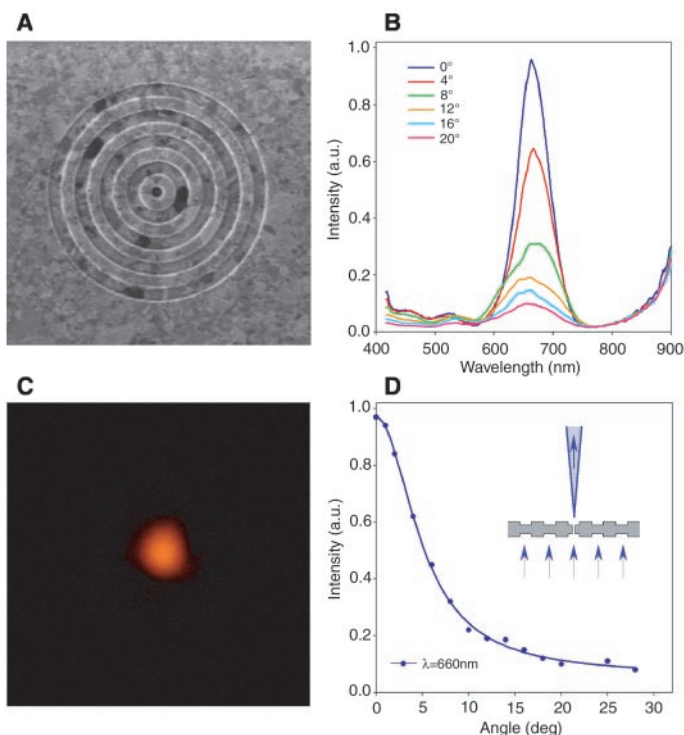 A
B
1.0
0.8
0.6
0.4
0.2
0.0
Intensity (a.u.)
0°
4°
8°
12°
16°
20°
400 500 600 700 800 900
Wavelength (nm)
C
D
1.0
0.8
0.6
0.4
0.2
0.0
Intensity (a.u.)
λ=660nm
0 5 10 15 20 25 30
Angle (deg)